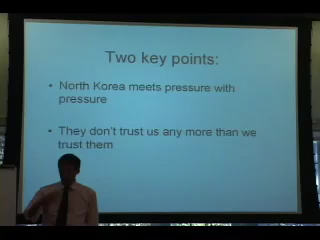 Two key points:
• North Korea meets pressure with
pressure
• They don't trust us any more than we
trust them